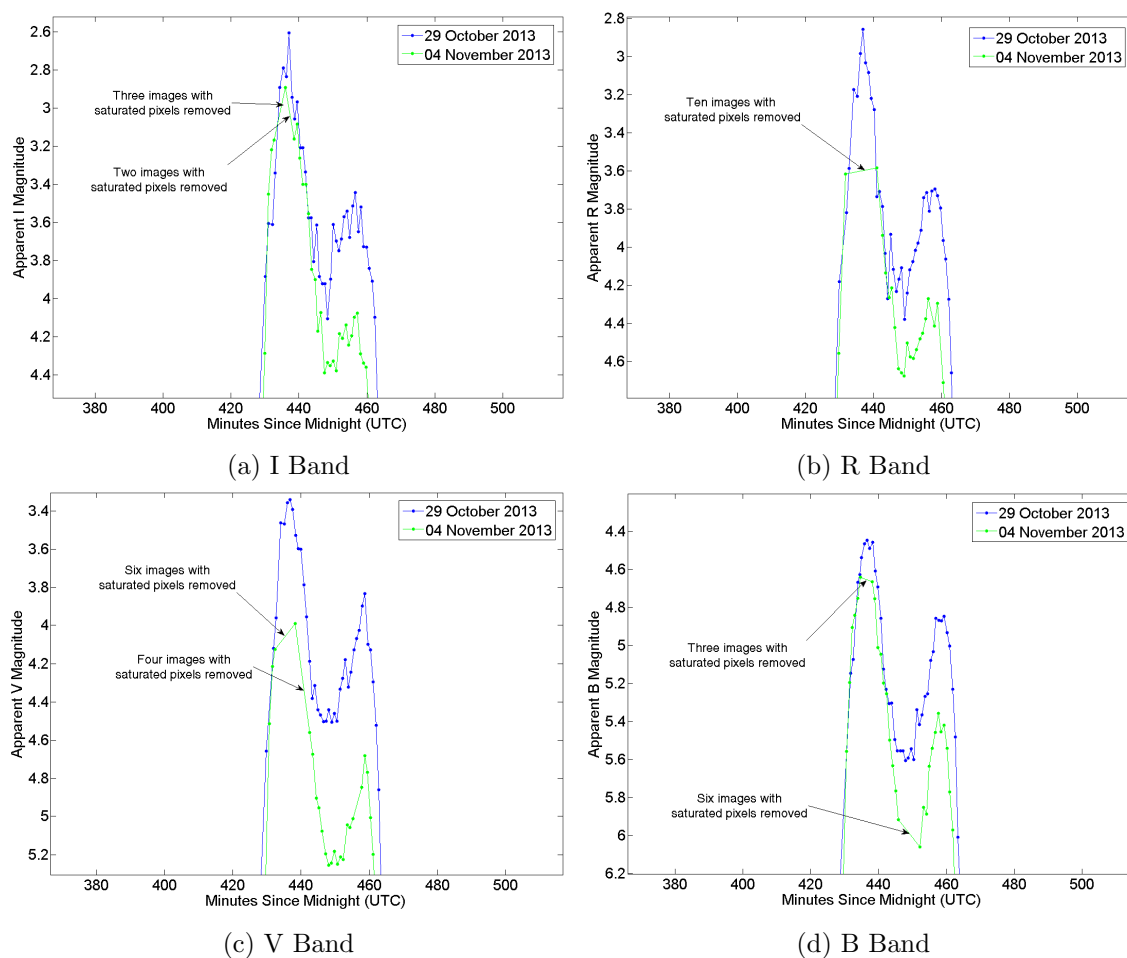 2.6
2.8
3
3.2
3.4
3.6
3.8
4
4.2
4.4
380 400 420 440 460 480 500
Apparent I Magnitude
Minutes Since Midnight (UTC)
29 October 2013
04 November 2013
Three images with
saturated pixels removed
Two images with
saturated pixels removed
(a) I Band
2.8
3
3.2
3.4
3.6
3.8
4
4.2
4.4
4.6
380 400 420 440 460 480 500
Apparent R Magnitude
Minutes Since Midnight (UTC)
29 October 2013
04 November 2013
Ten images with
saturated pixels removed
(b) R Band
3.4
3.6
3.8
4
4.2
4.4
4.6
4.8
5
5.2
380 400 420 440 460 480 500
Apparent V Magnitude
Minutes Since Midnight (UTC)
29 October 2013
04 November 2013
Six images with
saturated pixels removed
Four images with
saturated pixels removed
(c) V Band
4.4
4.6
4.8
5
5.2
5.4
5.6
5.8
6
6.2
380 400 420 440 460 480 500
Apparent B Magnitude
Minutes Since Midnight (UTC)
29 October 2013
04 November 2013
Three images with
saturated pixels removed
Six images with
saturated pixels removed
(d) B Band